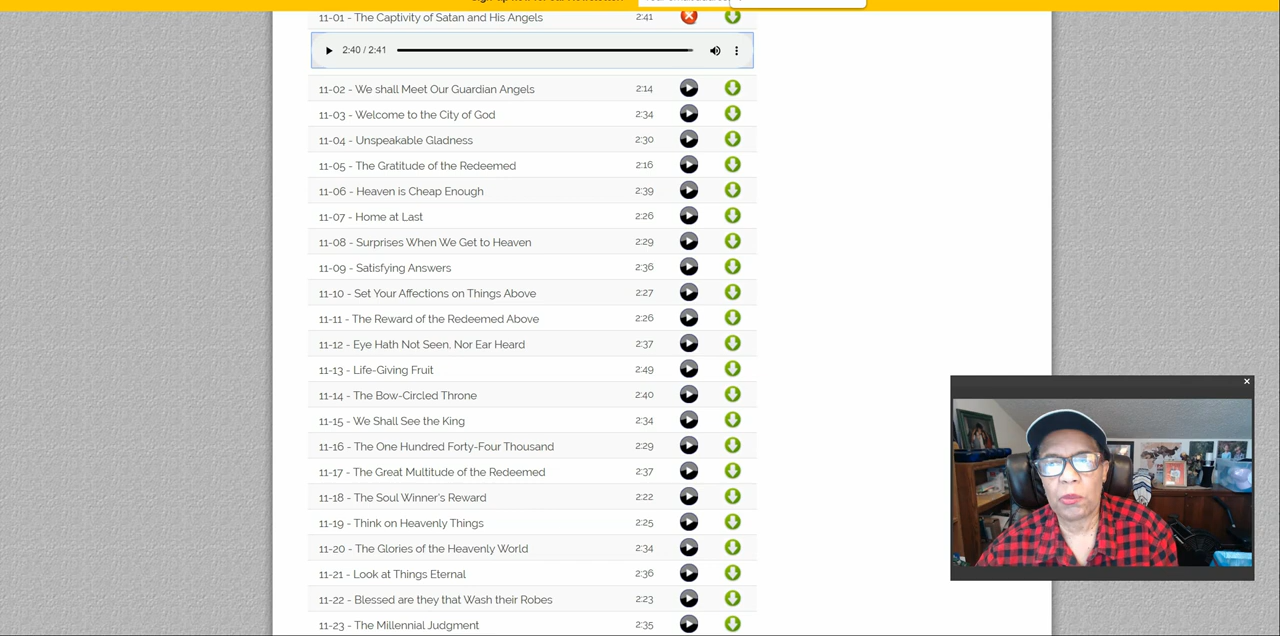 11-01 - The Captivity of Satan and His Angels 2:41
2:40 / 2:41
11-02 - We shall Meet Our Guardian Angels 2:14
11-03 - Welcome to the City of God 2:34
11-04 - Unspeakable Gladness 2:30
11-05 - The Gratitude of the Redeemed 2:16
11-06 - Heaven is Cheap Enough 2:39
11-07 - Home at Last 2:26
11-08 - Surprises When We Get to Heaven 2:29
11-09 - Satisfying Answers 2:36
11-10 - Set Your Affections on Things Above 2:27
11-11 - The Reward of the Redeemed Above 2:26
11-12 - Eye Hath Not Seen, Nor Ear Heard 2:37
11-13 - Life-Giving Fruit 2:49
11-14 - The Bow-Circled Throne 2:40
11-15 - We Shall See the King 2:34
11-16 - The One Hundred Forty-Four Thousand 2:29
11-17 - The Great Multitude of the Redeemed 2:37
11-18 - The Soul Winner's Reward 2:22
11-19 - Think on Heavenly Things 2:25
11-20 - The Glories of the Heavenly World 2:34
11-21 - Look at Things Eternal 2:36
11-22 - Blessed are they that Wash their Robes 2:23
11-23 - The Millennial Judgment 2:35